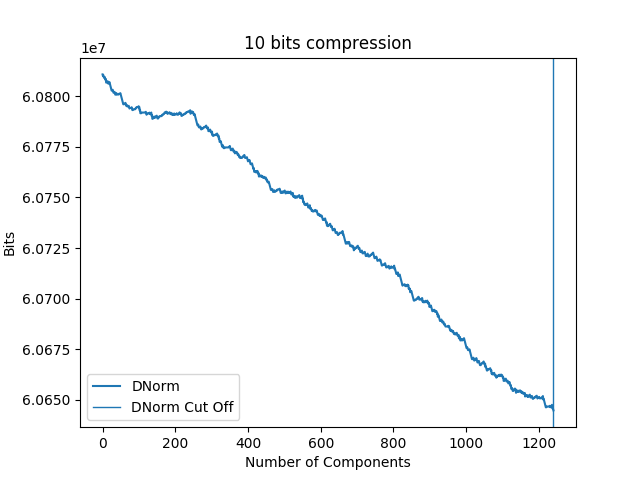 10 bits compression
1e7
6.0800
6.0775
6.0750
6.0725
6.0700
6.0675
6.0650
Bits
DNorm
DNorm Cut Off
0 200 400 600 800 1000 1200
Number of Components